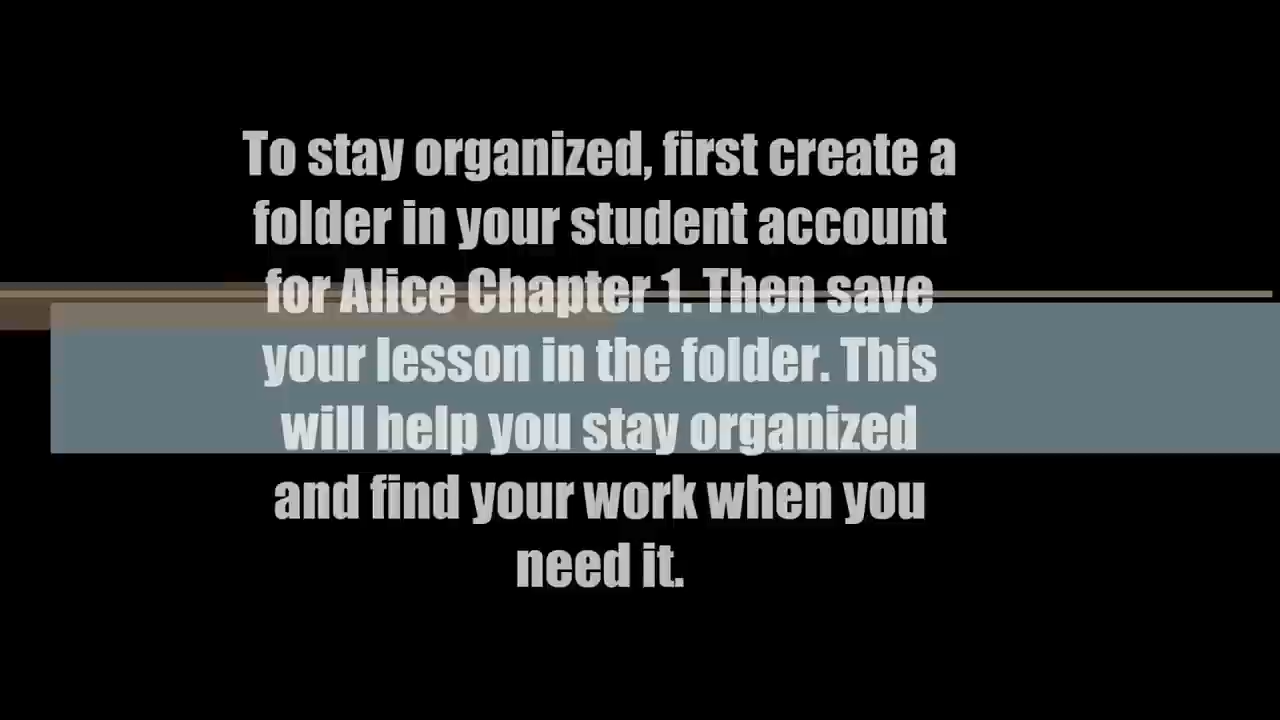 To stay organized, first create a
folder in your student account
for Alice Chapter 1. Then save
your lesson in the folder. This
will help you stay organized
and find your work when you
need it.